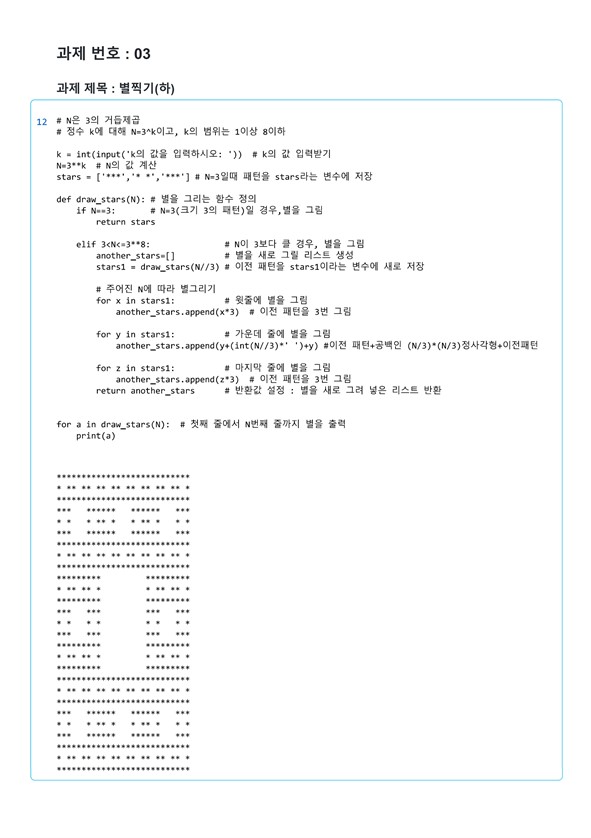 과제 번호 : 03
과제 제목 : 별찍기(하)
12 # N은 3의 거듭제곱
# 정수 k에 대해 N=3^k이고, k의 범위는 1이상 8이하
k = int(input('k의 값을 입력하시오: '))  # k의 값 입력받기
N=3**k  # N의 값 계산
stars = ['***','* *','***'] # N=3일때 패턴을 stars라는 변수에 저장
def draw_stars(N): # 별을 그리는 함수 정의
    if N==3:       # N=3(크기 3의 패턴)일 경우,별을 그림
        return stars
    elif 3<N<=3**8:               # N이 3보다 클 경우, 별을 그림
        another_stars=[]          # 별을 새로 그릴 리스트 생성
        stars1 = draw_stars(N//3) # 이전 패턴을 stars1이라는 변수에 새로 저장
        # 주어진 N에 따라 별그리기
        for x in stars1:          # 윗줄에 별을 그림
            another_stars.append(x*3)  # 이전 패턴을 3번 그림
        for y in stars1:          # 가운데 줄에 별을 그림
            another_stars.append(y+(int(N//3)*' ')+y) #이전 패턴+공백인 (N/3)*(N/3)정사각형+이전패턴
        for z in stars1:          # 마지막 줄에 별을 그림
            another_stars.append(z*3)  # 이전 패턴을 3번 그림
        return another_stars      # 반환값 설정 : 별을 새로 그려 넣은 리스트 반환
for a in draw_stars(N):  # 첫째 줄에서 N번째 줄까지 별을 출력
    print(a)
***************************
* ** ** ** ** ** ** ** ** *
***************************
***   ******   ******   ***
* *   * ** *   * ** *   * *
***   ******   ******   ***
***************************
* ** ** ** ** ** ** ** ** *
***************************
*********         *********
* ** ** *         * ** ** *
*********         *********
***   ***         ***   ***
* *   * *         * *   * *
***   ***         ***   ***
*********         *********
* ** ** *         * ** ** *
*********         *********
***************************
* ** ** ** ** ** ** ** ** *
***************************
***   ******   ******   ***
* *   * ** *   * ** *   * *
***   ******   ******   ***
***************************
* ** ** ** ** ** ** ** ** *
***************************